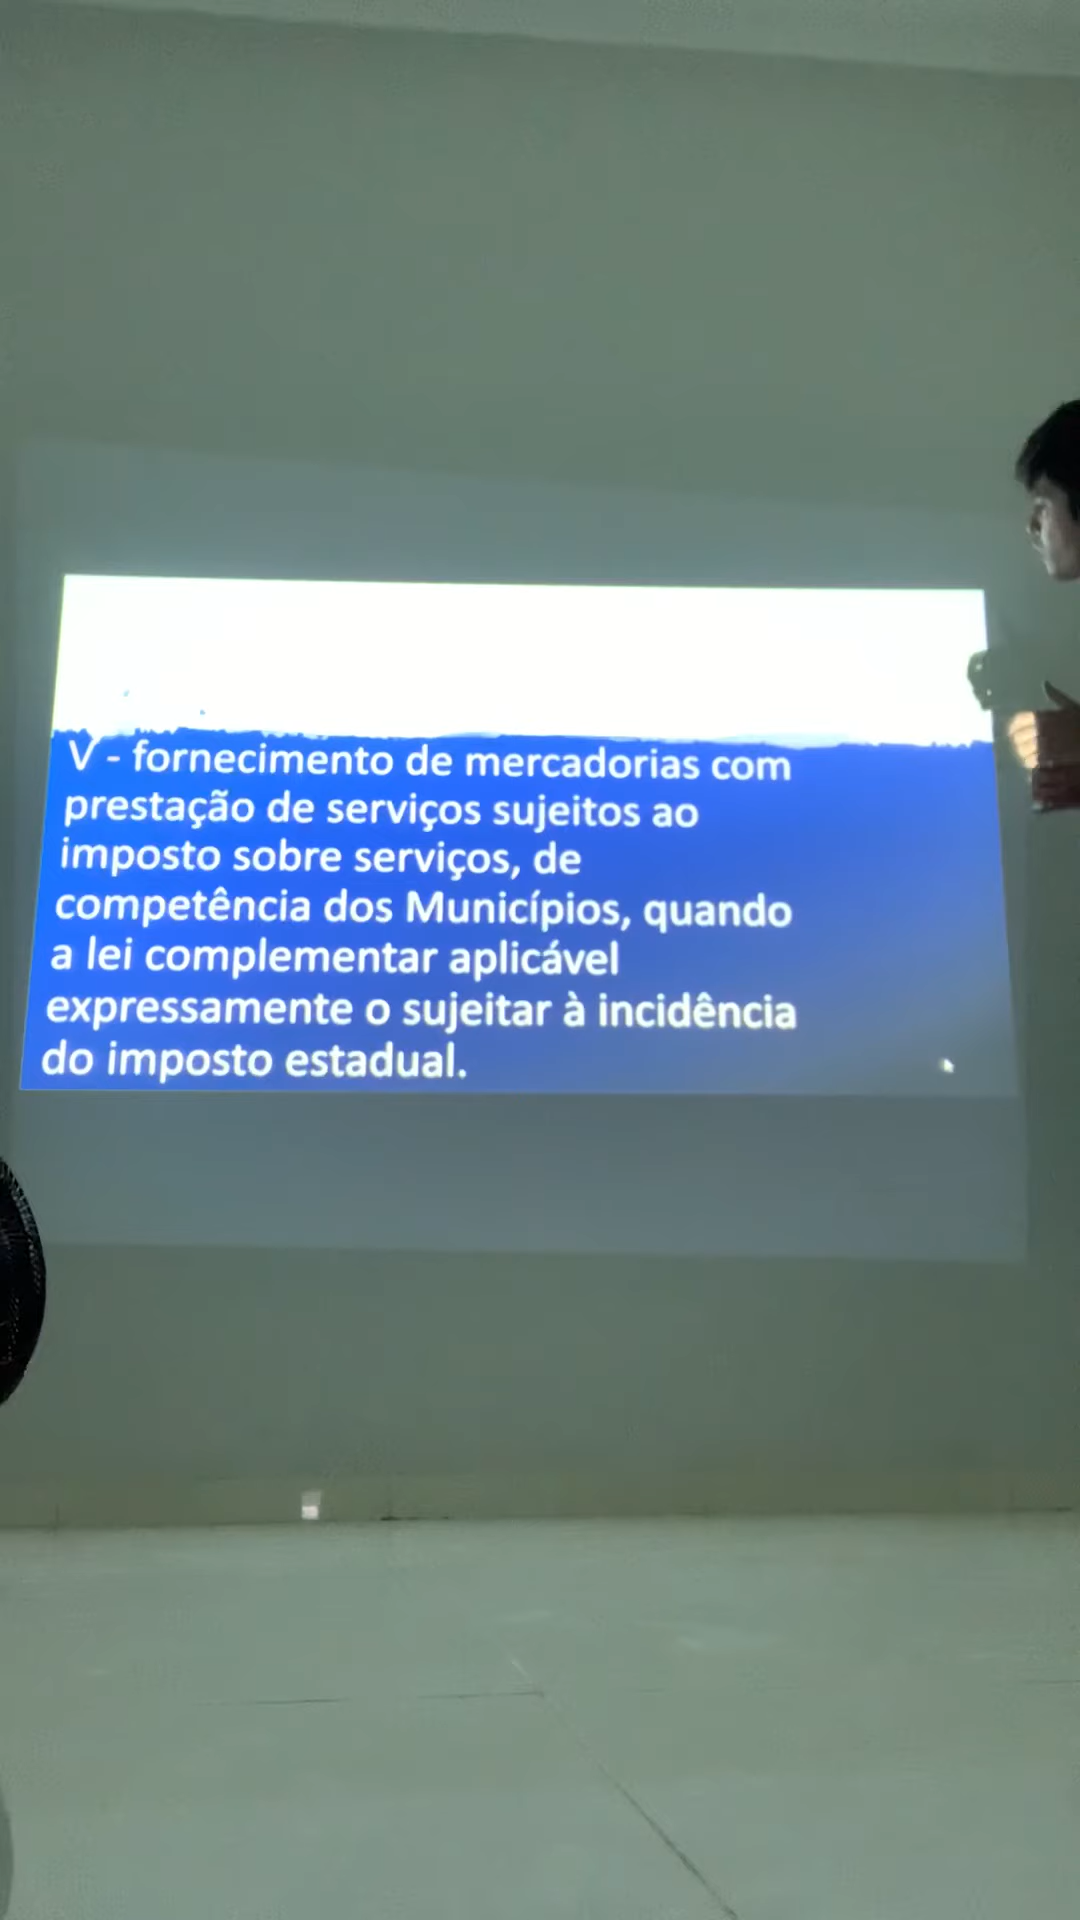 V - fornecimento de mercadorias com
prestação de serviços sujeitos ao
imposto sobre serviços, de
competência dos Municípios, quando
a lei complementar aplicável
expressamente o sujeitar à incidência
do imposto estadual.